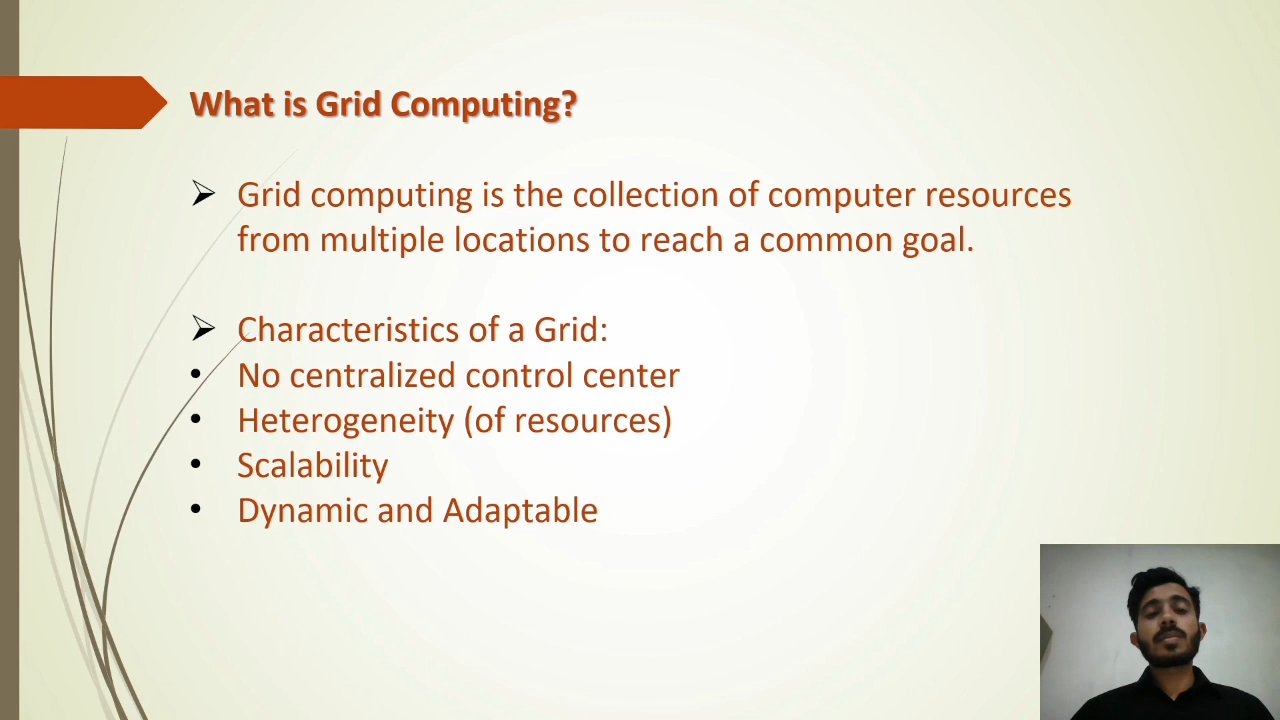 What is Grid Computing?
➢ Grid computing is the collection of computer resources
from multiple locations to reach a common goal.
➢ Characteristics of a Grid:
• No centralized control center
• Heterogeneity (of resources)
• Scalability
• Dynamic and Adaptable